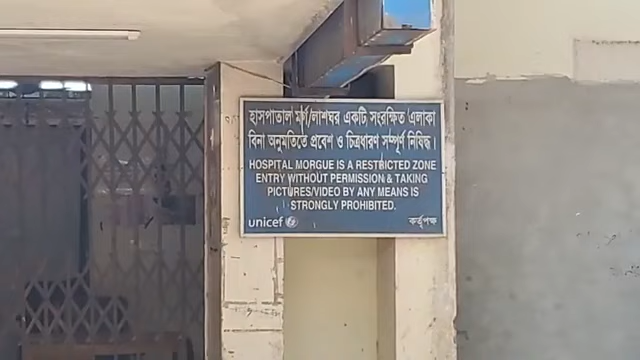 হাসপাতাল মর্গ/লাশঘর একটি সংরক্ষিত এলাকা
বিনা অনুমতিতে প্রবেশ ও চিত্রধারণ সম্পূর্ণ নিষিদ্ধ।
HOSPITAL MORGUE IS A RESTRICTED ZONE
ENTRY WITHOUT PERMISSION & TAKING
PICTURES/VIDEO BY ANY MEANS IS
STRONGLY PROHIBITED.
unicef কর্তৃপক্ষ